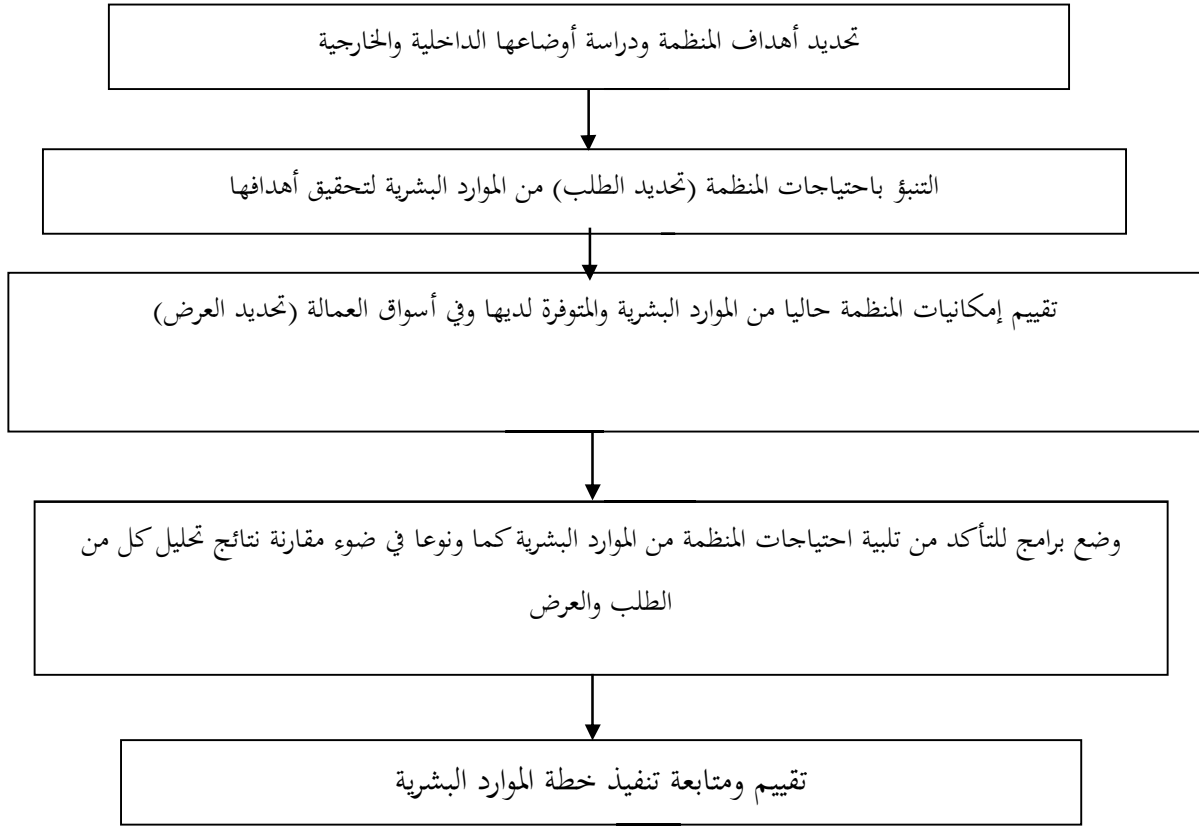 تحديد أهداف المنظمة ودراسة أوضاعها الداخلية والخارجية
التنبؤ باحتياجات المنظمة (تحديد الطلب) من الموارد البشرية لتحقيق أهدافها
تقييم إمكانيات المنظمة حاليا من الموارد البشرية والمتوفرة لديها وفي أسواق العمالة (تحديد العرض)
وضع برامج للتأكد من تلبية احتياجات المنظمة من الموارد البشرية كما ونوعا في ضوء مقارنة نتائج تحليل كل من
الطلب والعرض
تقييم ومتابعة تنفيذ خطة الموارد البشرية